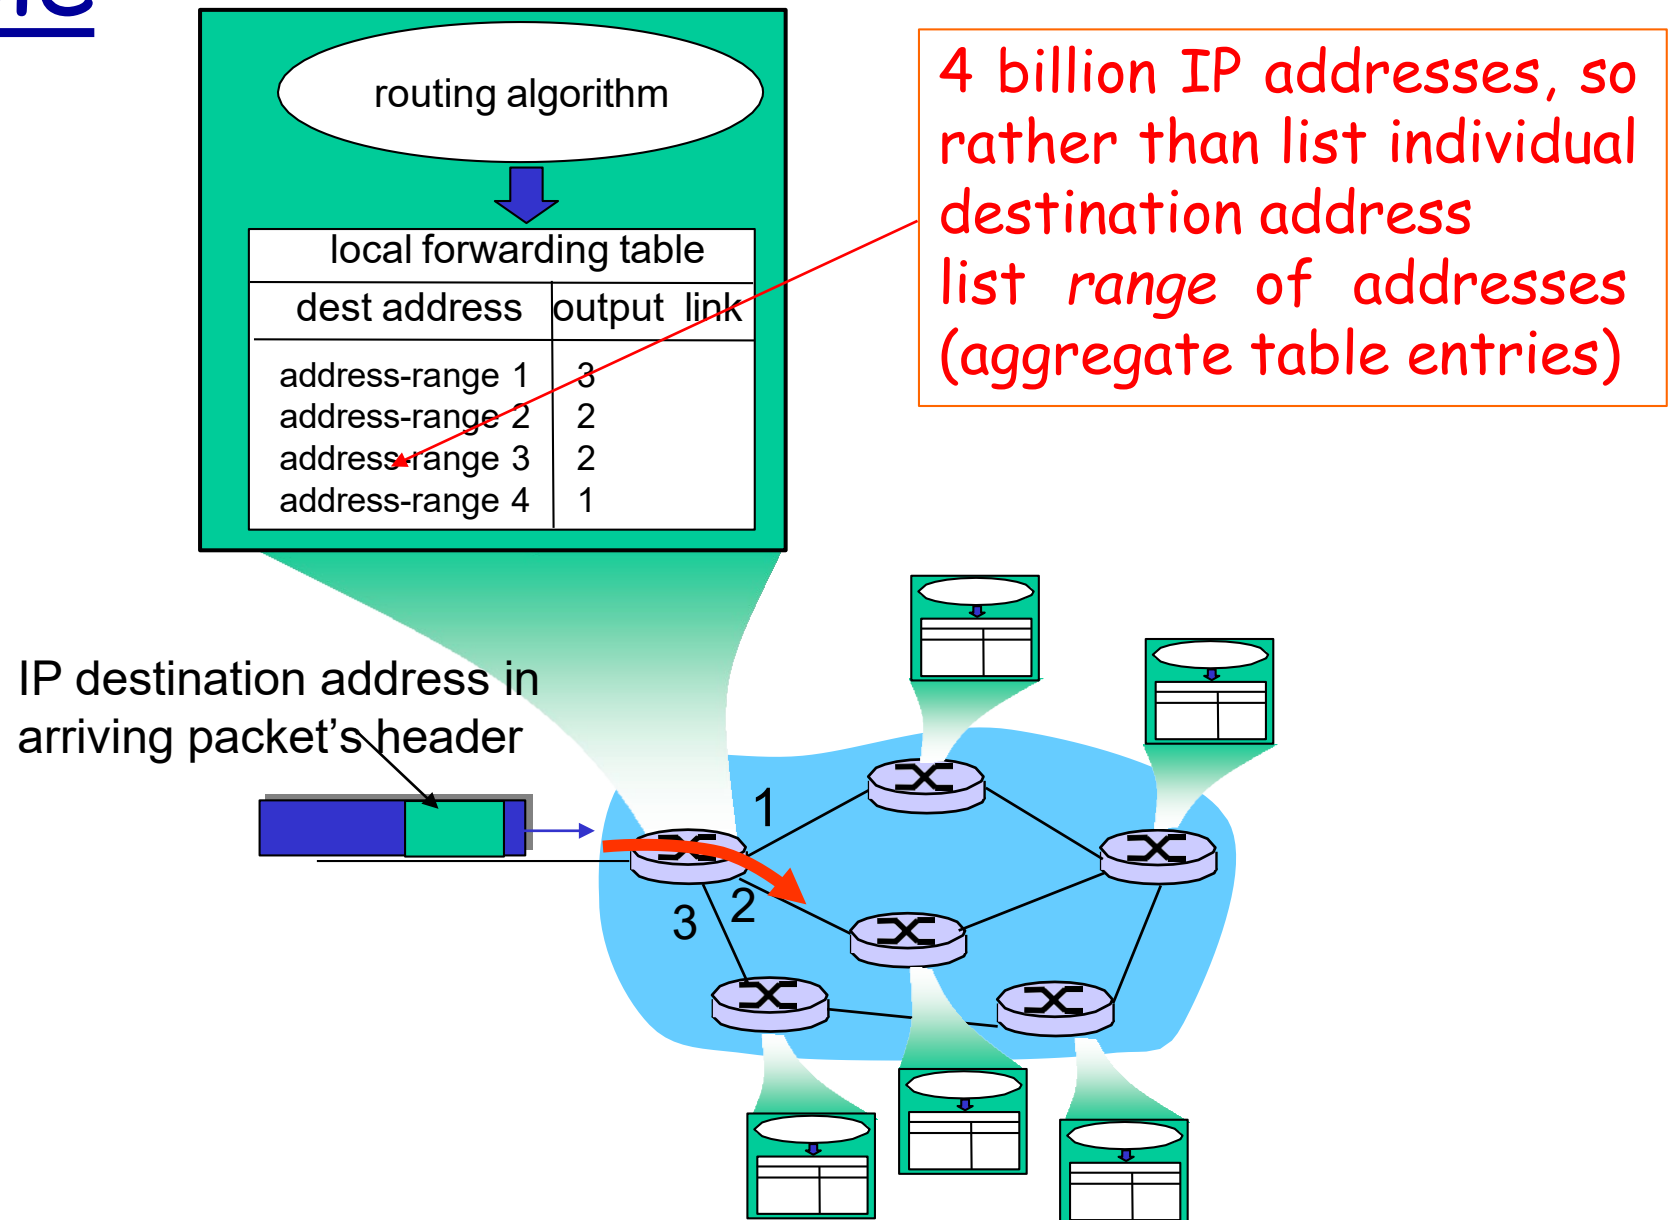 routing algorithm
local forwarding table
dest address output link
address-range 1 3
address-range 2 2
address-range 3 2
address-range 4 1
4 billion IP addresses, so
rather than list individual
destination address
list range of addresses
(aggregate table entries)
IP destination address in
arriving packet’s header
1
2
3